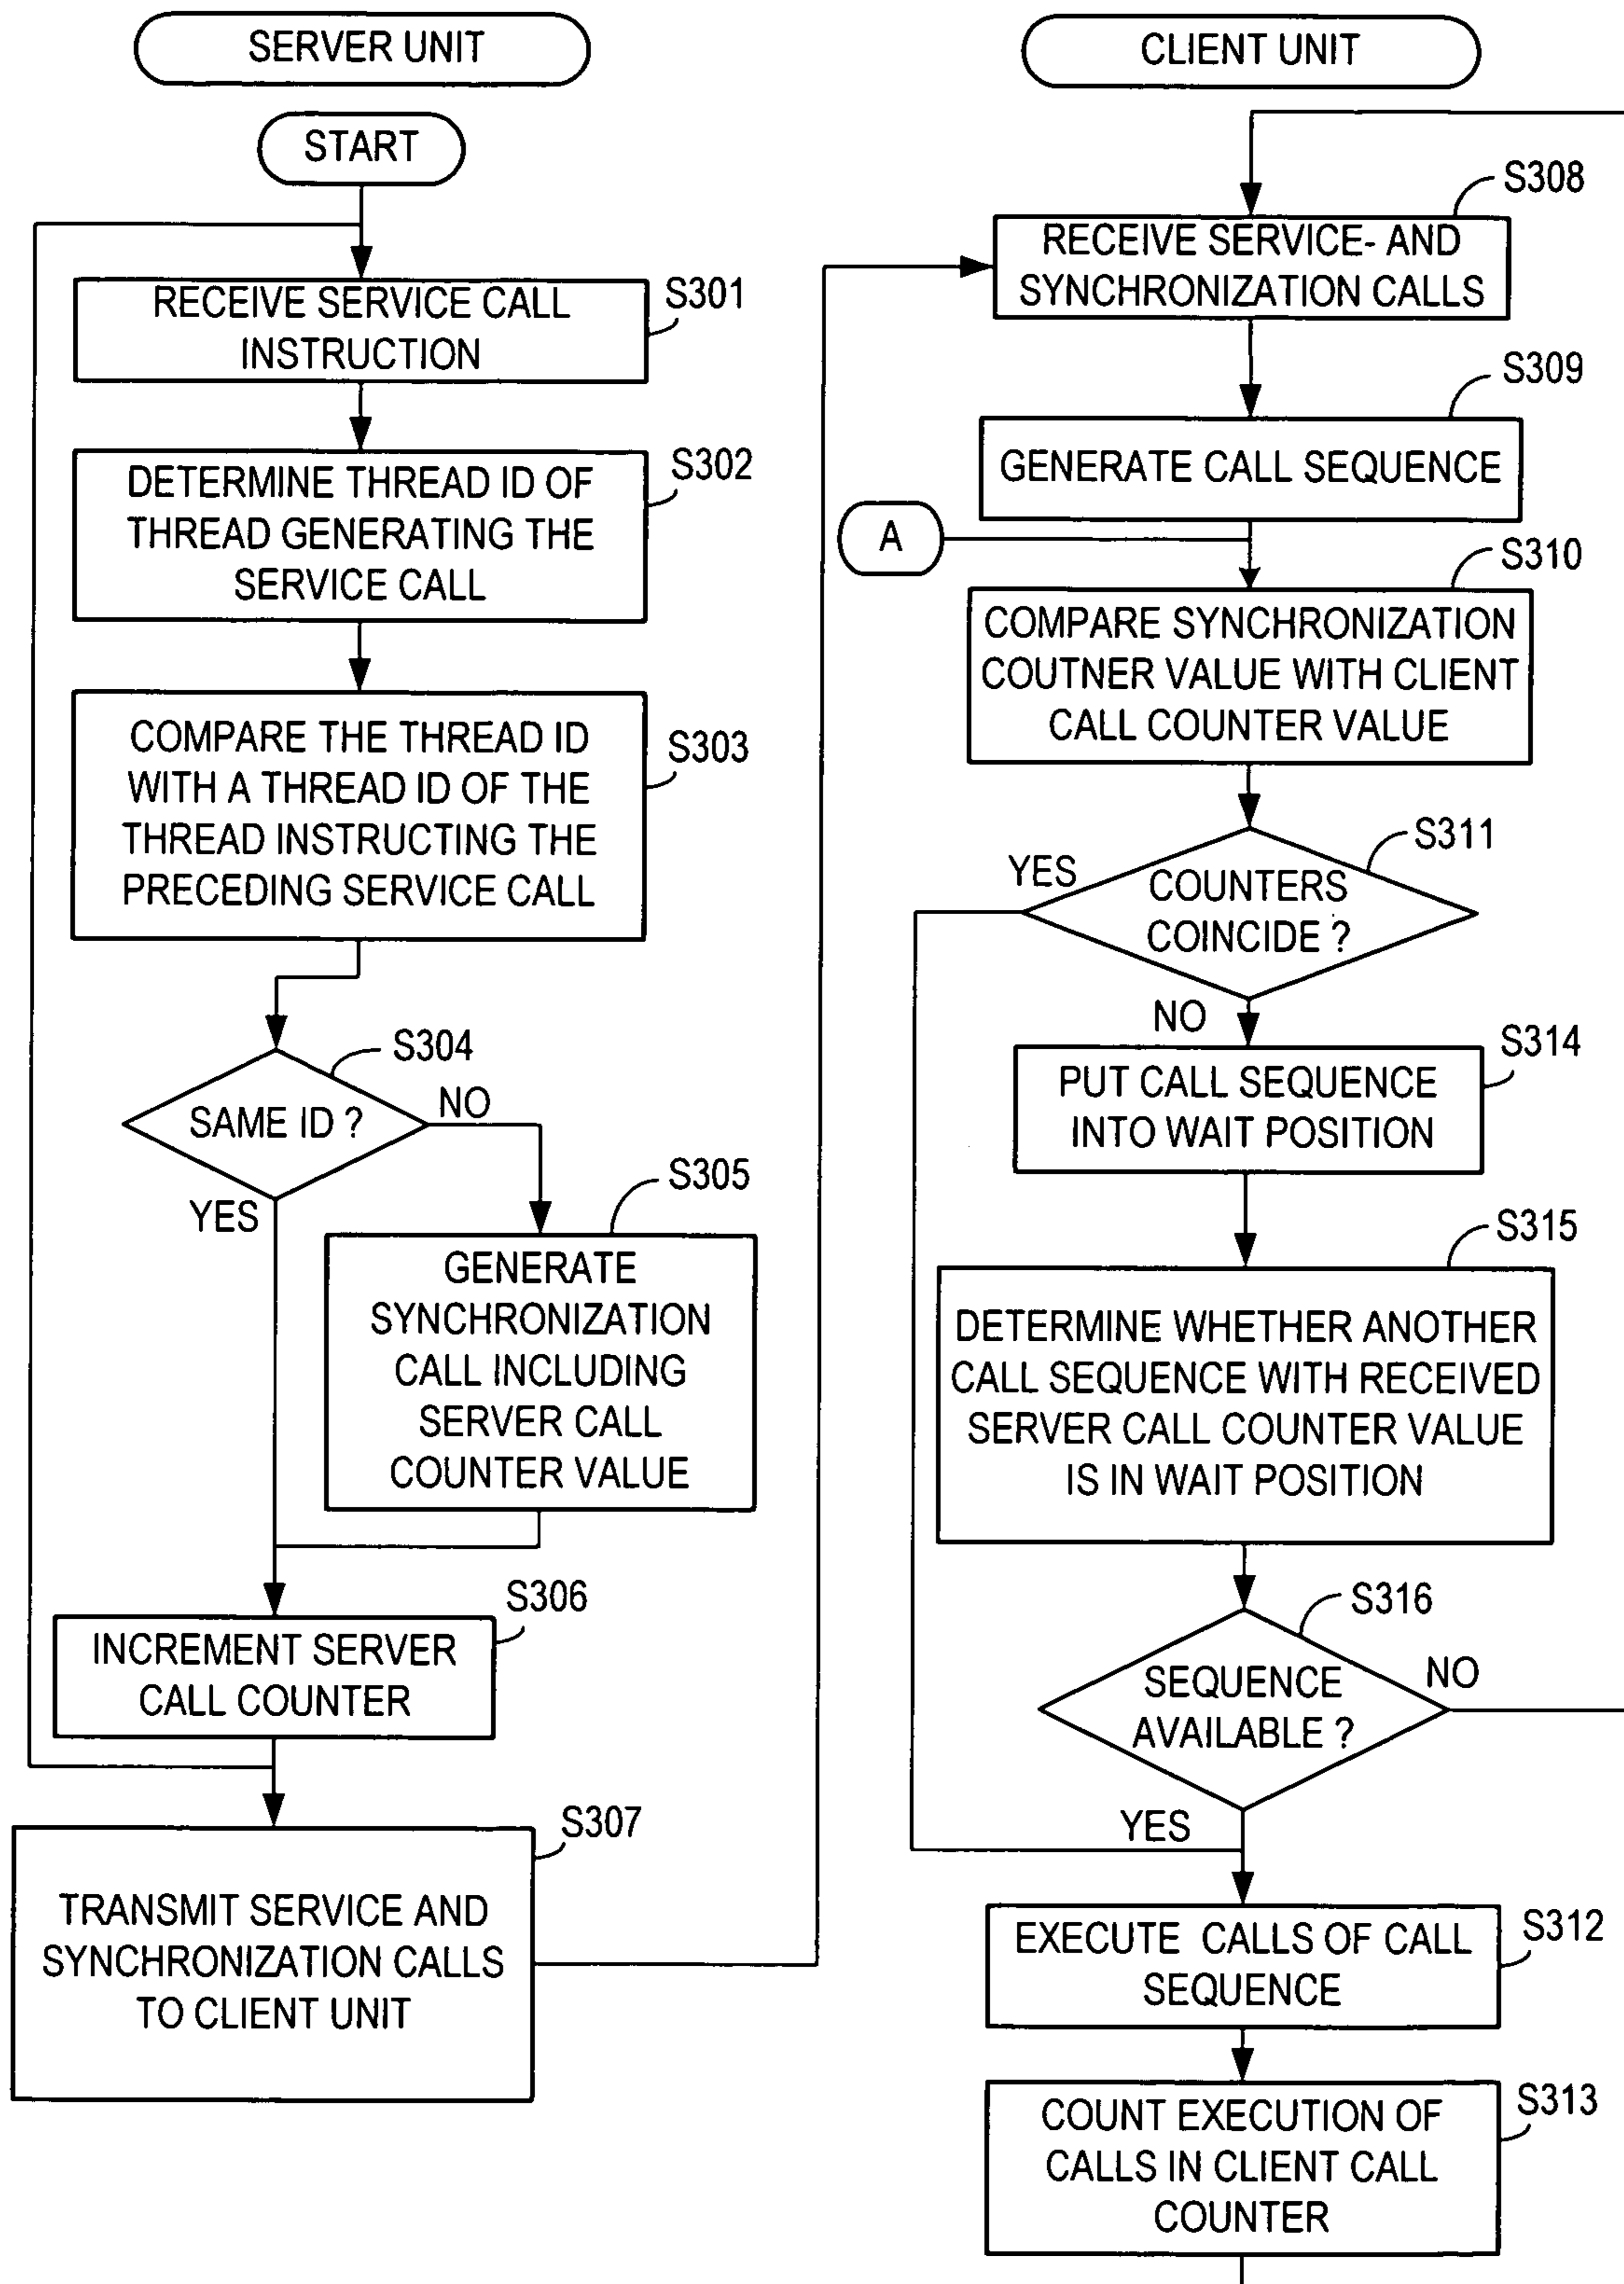 SERVER UNIT
START
RECEIVE SERVICE CALL
INSTRUCTION
S301
DETERMINE THREAD ID OF
THREAD GENERATING THE
SERVICE CALL
S302
COMPARE THE THREAD ID
WITH A THREAD ID OF THE
THREAD INSTRUCTING THE
PRECEDING SERVICE CALL
S303
S304
SAME ID ?
NO
YES
S305
GENERATE
SYNCHRONIZATION
CALL INCLUDING
SERVER CALL
COUNTER VALUE
S306
INCREMENT SERVER
CALL COUNTER
S307
TRANSMIT SERVICE AND
SYNCHRONIZATION CALLS
TO CLIENT UNIT
CLIENT UNIT
S308
RECEIVE SERVICE- AND
SYNCHRONIZATION CALLS
S309
GENERATE CALL SEQUENCE
A
S310
COMPARE SYNCHRONIZATION
COUTNER VALUE WITH CLIENT
CALL COUNTER VALUE
S311
YES
COUNTERS
COINCIDE ?
NO
S314
PUT CALL SEQUENCE
INTO WAIT POSITION
S315
DETERMINE WHETHER ANOTHER
CALL SEQUENCE WITH RECEIVED
SERVER CALL COUNTER VALUE
IS IN WAIT POSITION
S316
SEQUENCE
AVAILABLE ?
NO
YES
S312
EXECUTE CALLS OF CALL
SEQUENCE
S313
COUNT EXECUTION OF
CALLS IN CLIENT CALL
COUNTER